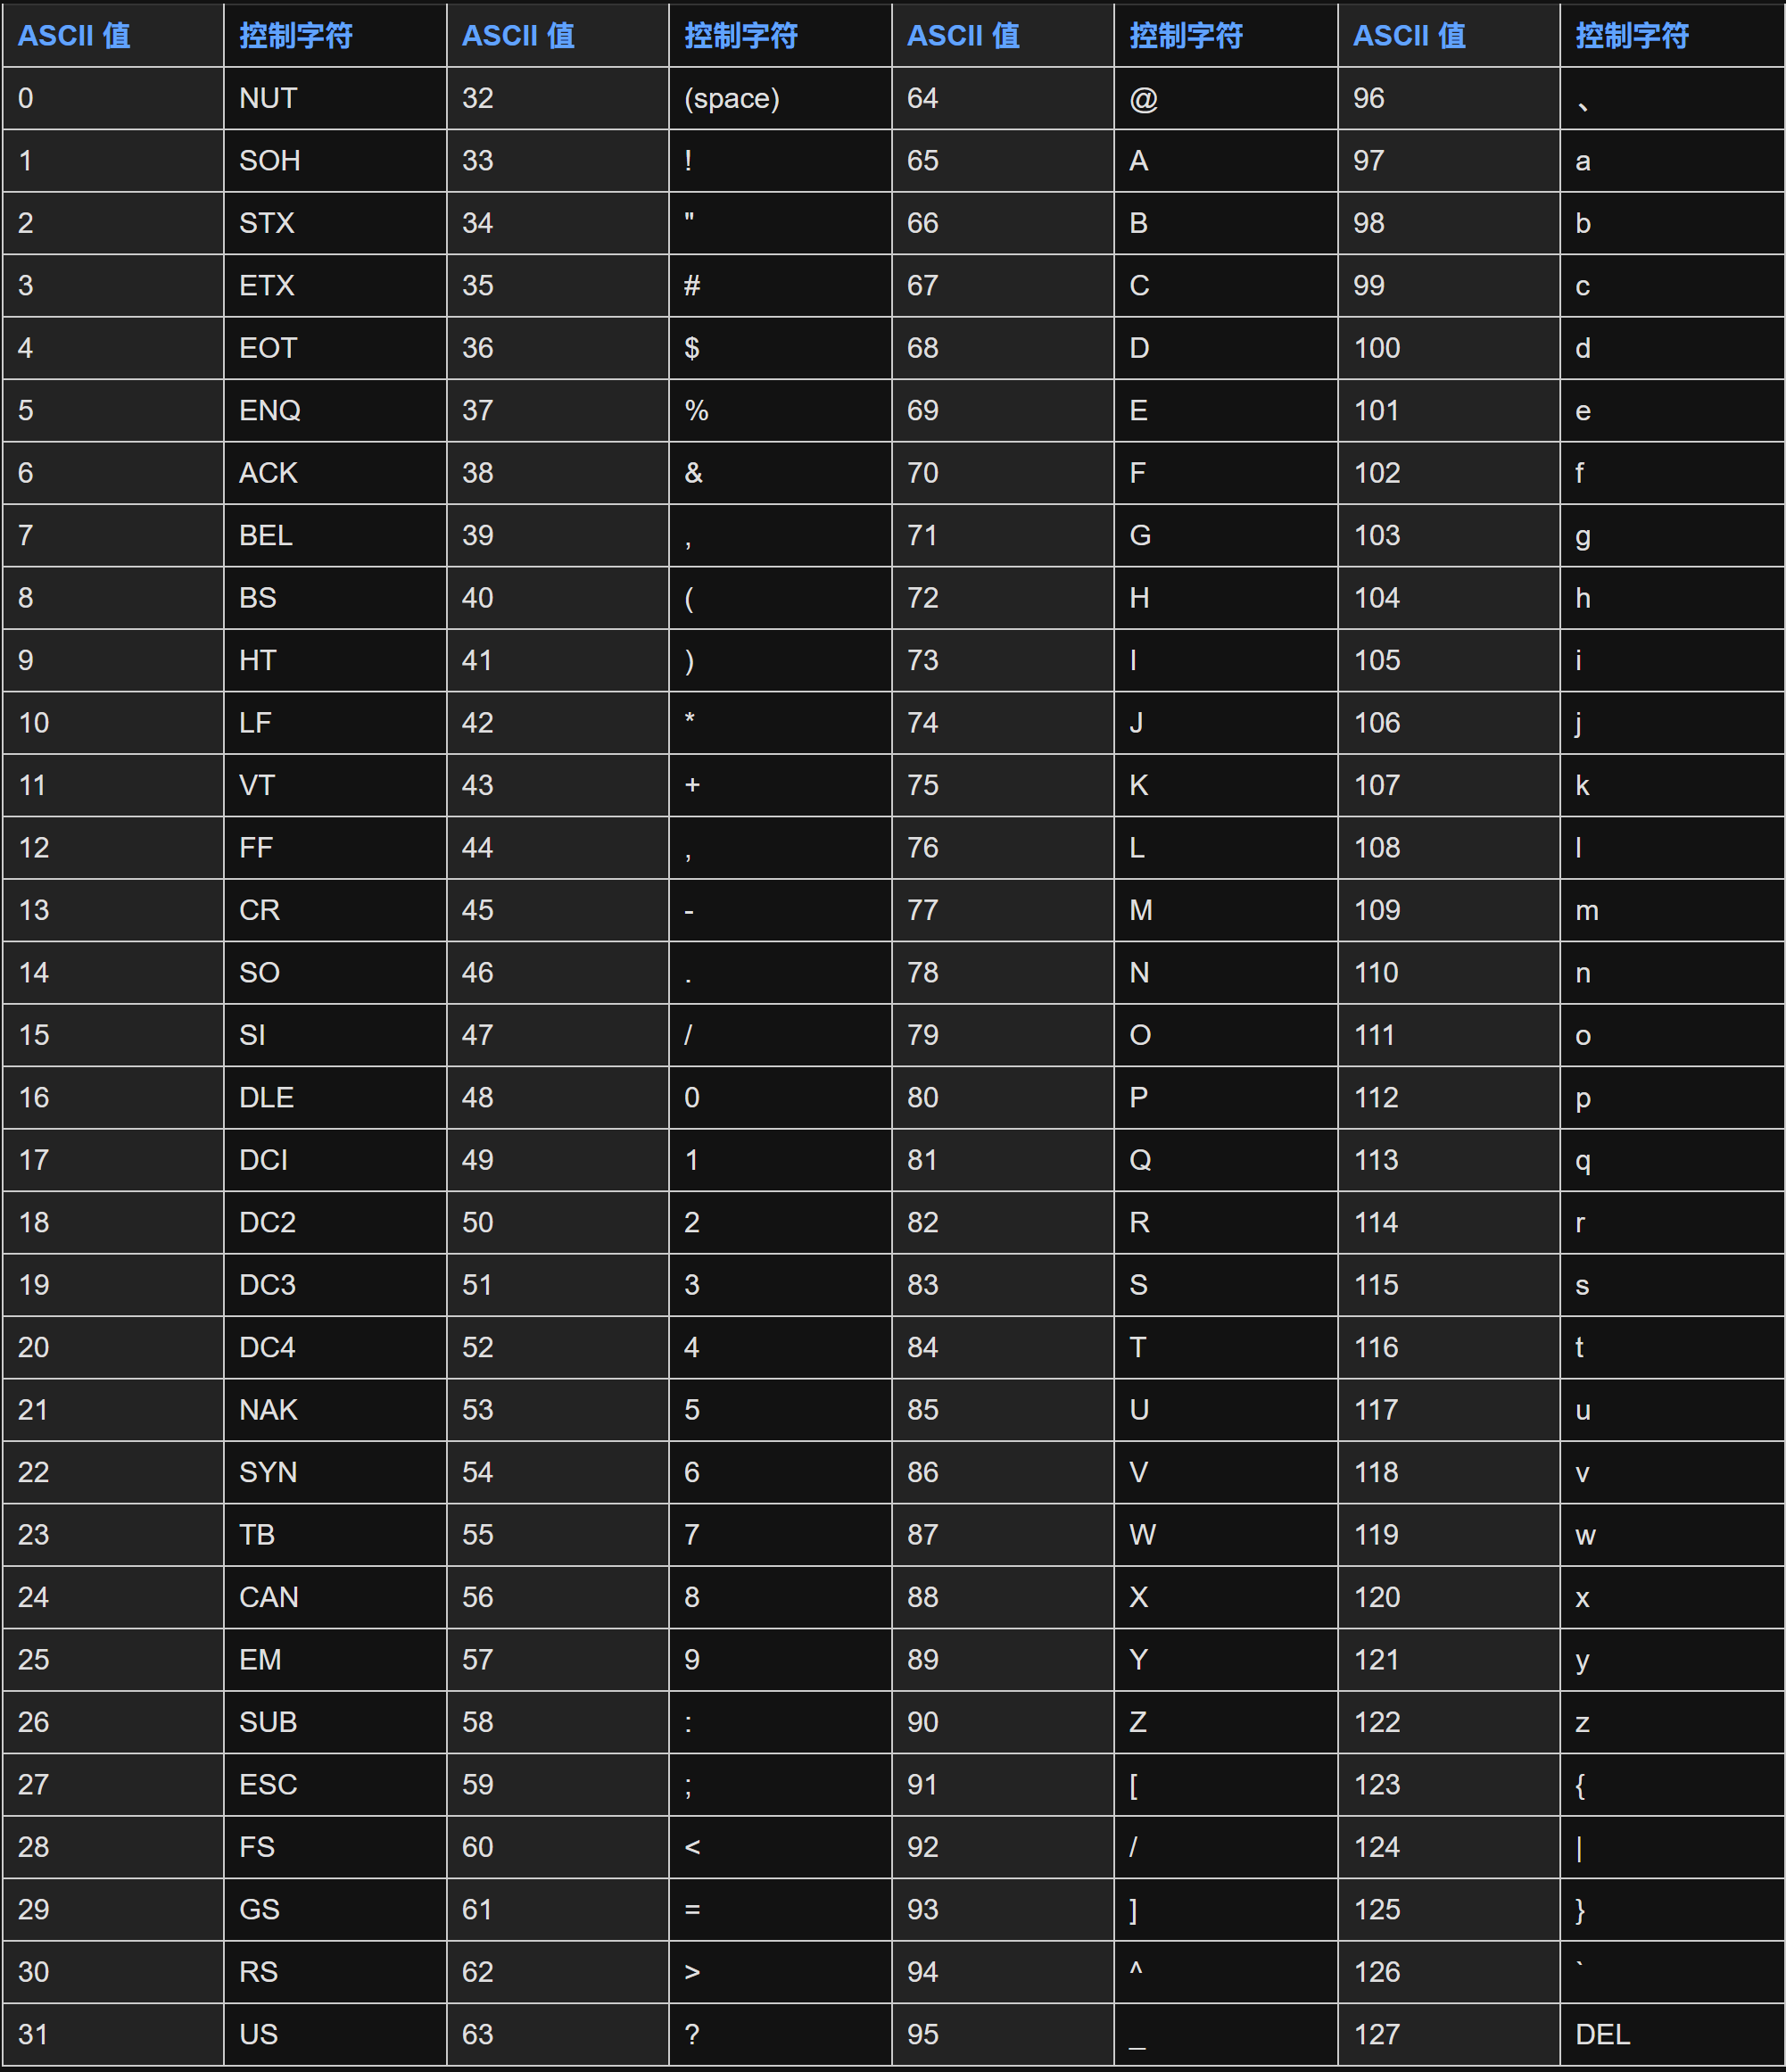 ASCII 值 控制字符 ASCII 值 控制字符 ASCII 值 控制字符 ASCII 值 控制字符
0 NUT 32 (space) 64 @ 96 、
1 SOH 33 ! 65 A 97 a
2 STX 34 " 66 B 98 b
3 ETX 35 # 67 C 99 c
4 EOT 36 $ 68 D 100 d
5 ENQ 37 % 69 E 101 e
6 ACK 38 & 70 F 102 f
7 BEL 39 , 71 G 103 g
8 BS 40 ( 72 H 104 h
9 HT 41 ) 73 I 105 i
10 LF 42 * 74 J 106 j
11 VT 43 + 75 K 107 k
12 FF 44 , 76 L 108 l
13 CR 45 - 77 M 109 m
14 SO 46 . 78 N 110 n
15 SI 47 / 79 O 111 o
16 DLE 48 0 80 P 112 p
17 DCI 49 1 81 Q 113 q
18 DC2 50 2 82 R 114 r
19 DC3 51 3 83 S 115 s
20 DC4 52 4 84 T 116 t
21 NAK 53 5 85 U 117 u
22 SYN 54 6 86 V 118 v
23 TB 55 7 87 W 119 w
24 CAN 56 8 88 X 120 x
25 EM 57 9 89 Y 121 y
26 SUB 58 : 90 Z 122 z
27 ESC 59 ; 91 [ 123 {
28 FS 60 < 92 / 124 |
29 GS 61 = 93 ] 125 }
30 RS 62 > 94 ^ 126 `
31 US 63 ? 95 _ 127 DEL